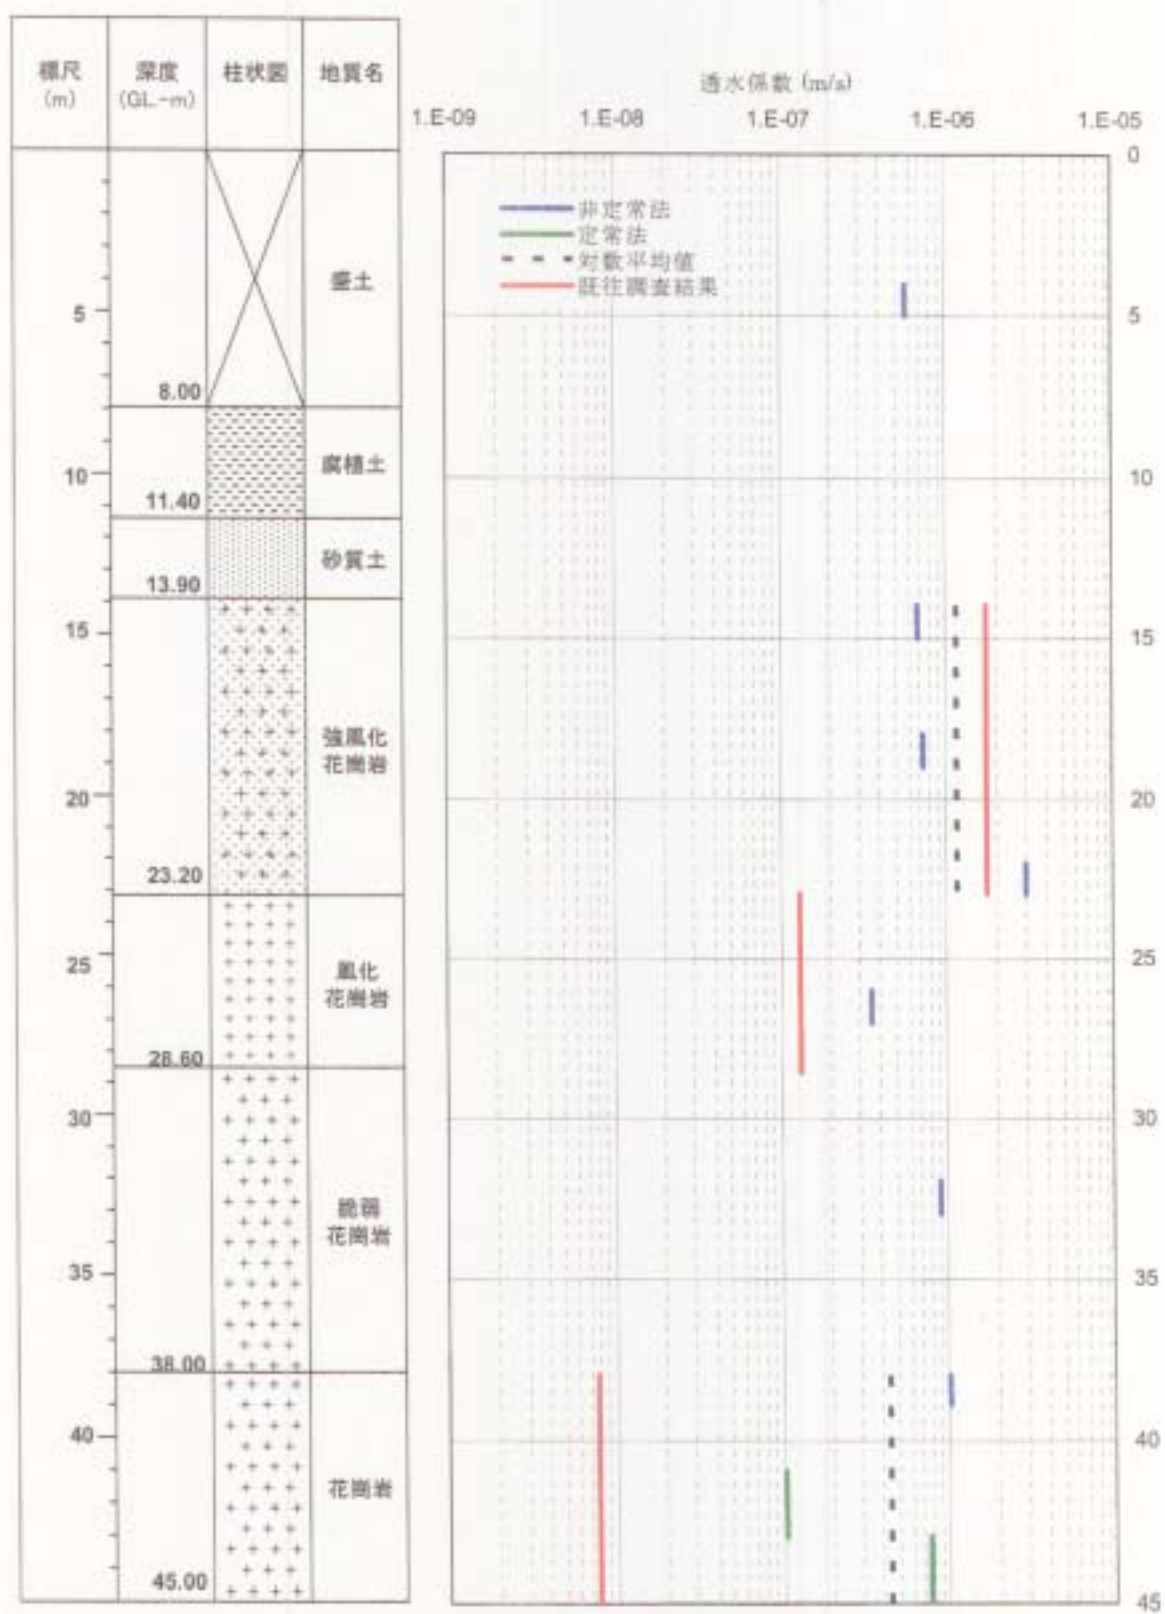 標尺
(m)
深度
(GL-m)
柱状図
地質名
5
10
15
20
25
30
35
40
8.00
11.40
13.90
23.20
28.60
38.00
45.00
盛土
腐植土
砂質土
強風化
花崗岩
風化
花崗岩
脆弱
花崗岩
花崗岩
透水係数 (m/s)
1.E-09 1.E-08 1.E-07 1.E-06 1.E-05
非定常法
定常法
対数平均値
既往調査結果
0
5
10
15
20
25
30
35
40
45